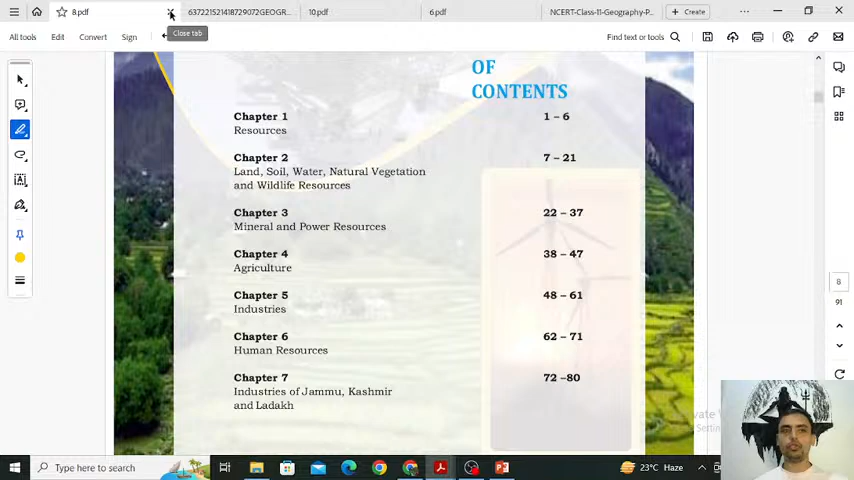 8.pdf
637221521418729072GEOGR...
10.pdf
6.pdf
NCERT-Class-11-Geography-P...
+ Create
Close tab
All tools
Edit
Convert
Sign
Find text or tools
OF
CONTENTS
Chapter 1
1 – 6
Resources
Chapter 2
7 – 21
Land, Soil, Water, Natural Vegetation
and Wildlife Resources
Chapter 3
22 – 37
Mineral and Power Resources
Chapter 4
38 – 47
Agriculture
Chapter 5
48 – 61
Industries
Chapter 6
62 – 71
Human Resources
Chapter 7
72 –80
Industries of Jammu, Kashmir
and Ladakh
8
91
Type here to search
23°C Haze